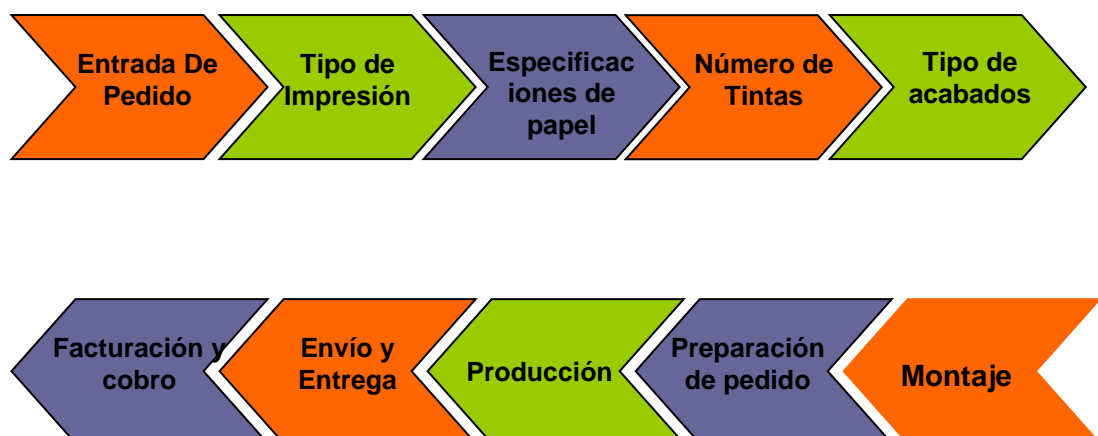 Entrada De
Pedido
Tipo de
Impresión
Especificac
iones de
papel
Número de
Tintas
Tipo de
acabados
Facturación y
cobro
Envío y
Entrega
Producción
Preparación
de pedido
Montaje